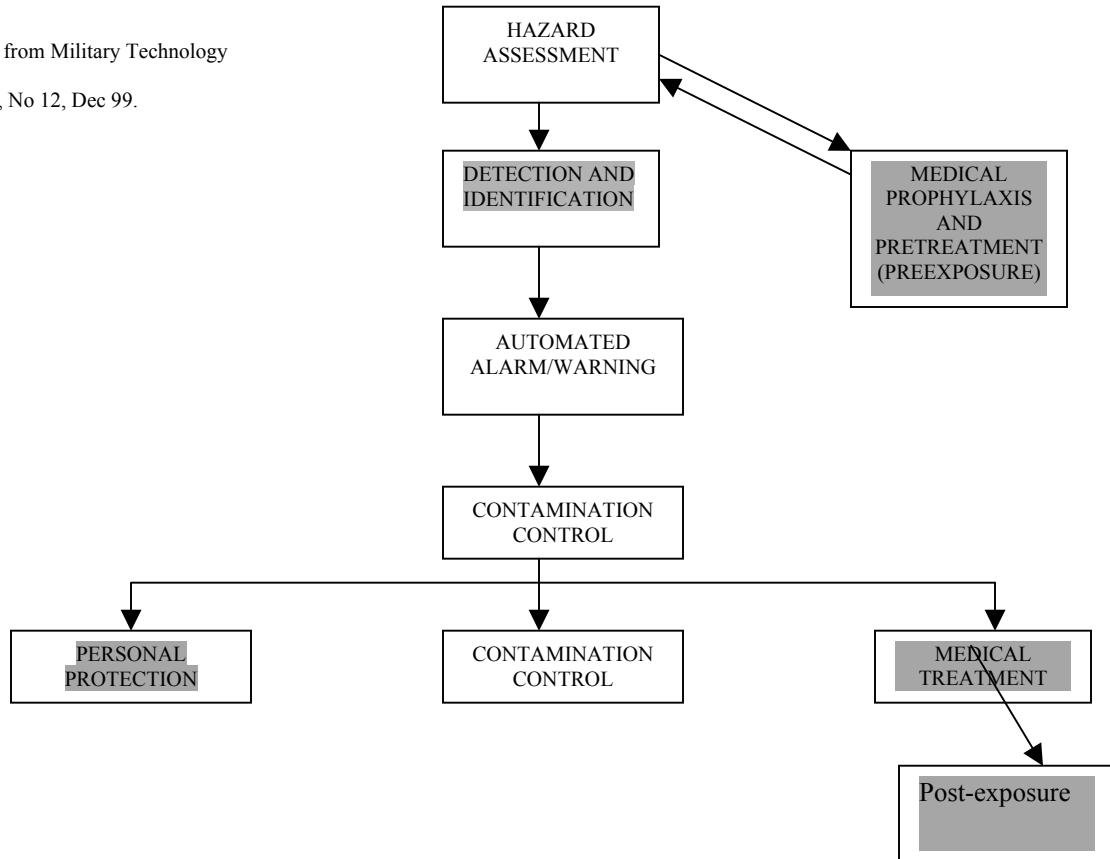 from Military Technology
, No 12, Dec 99.
HAZARD
ASSESSMENT
DETECTION AND
IDENTIFICATION
MEDICAL
PROPHYLAXIS
AND
PRETREATMENT
(PREEXPOSURE)
AUTOMATED
ALARM/WARNING
CONTAMINATION
CONTROL
PERSONAL
PROTECTION
CONTAMINATION
CONTROL
MEDICAL
TREATMENT
Post-exposure